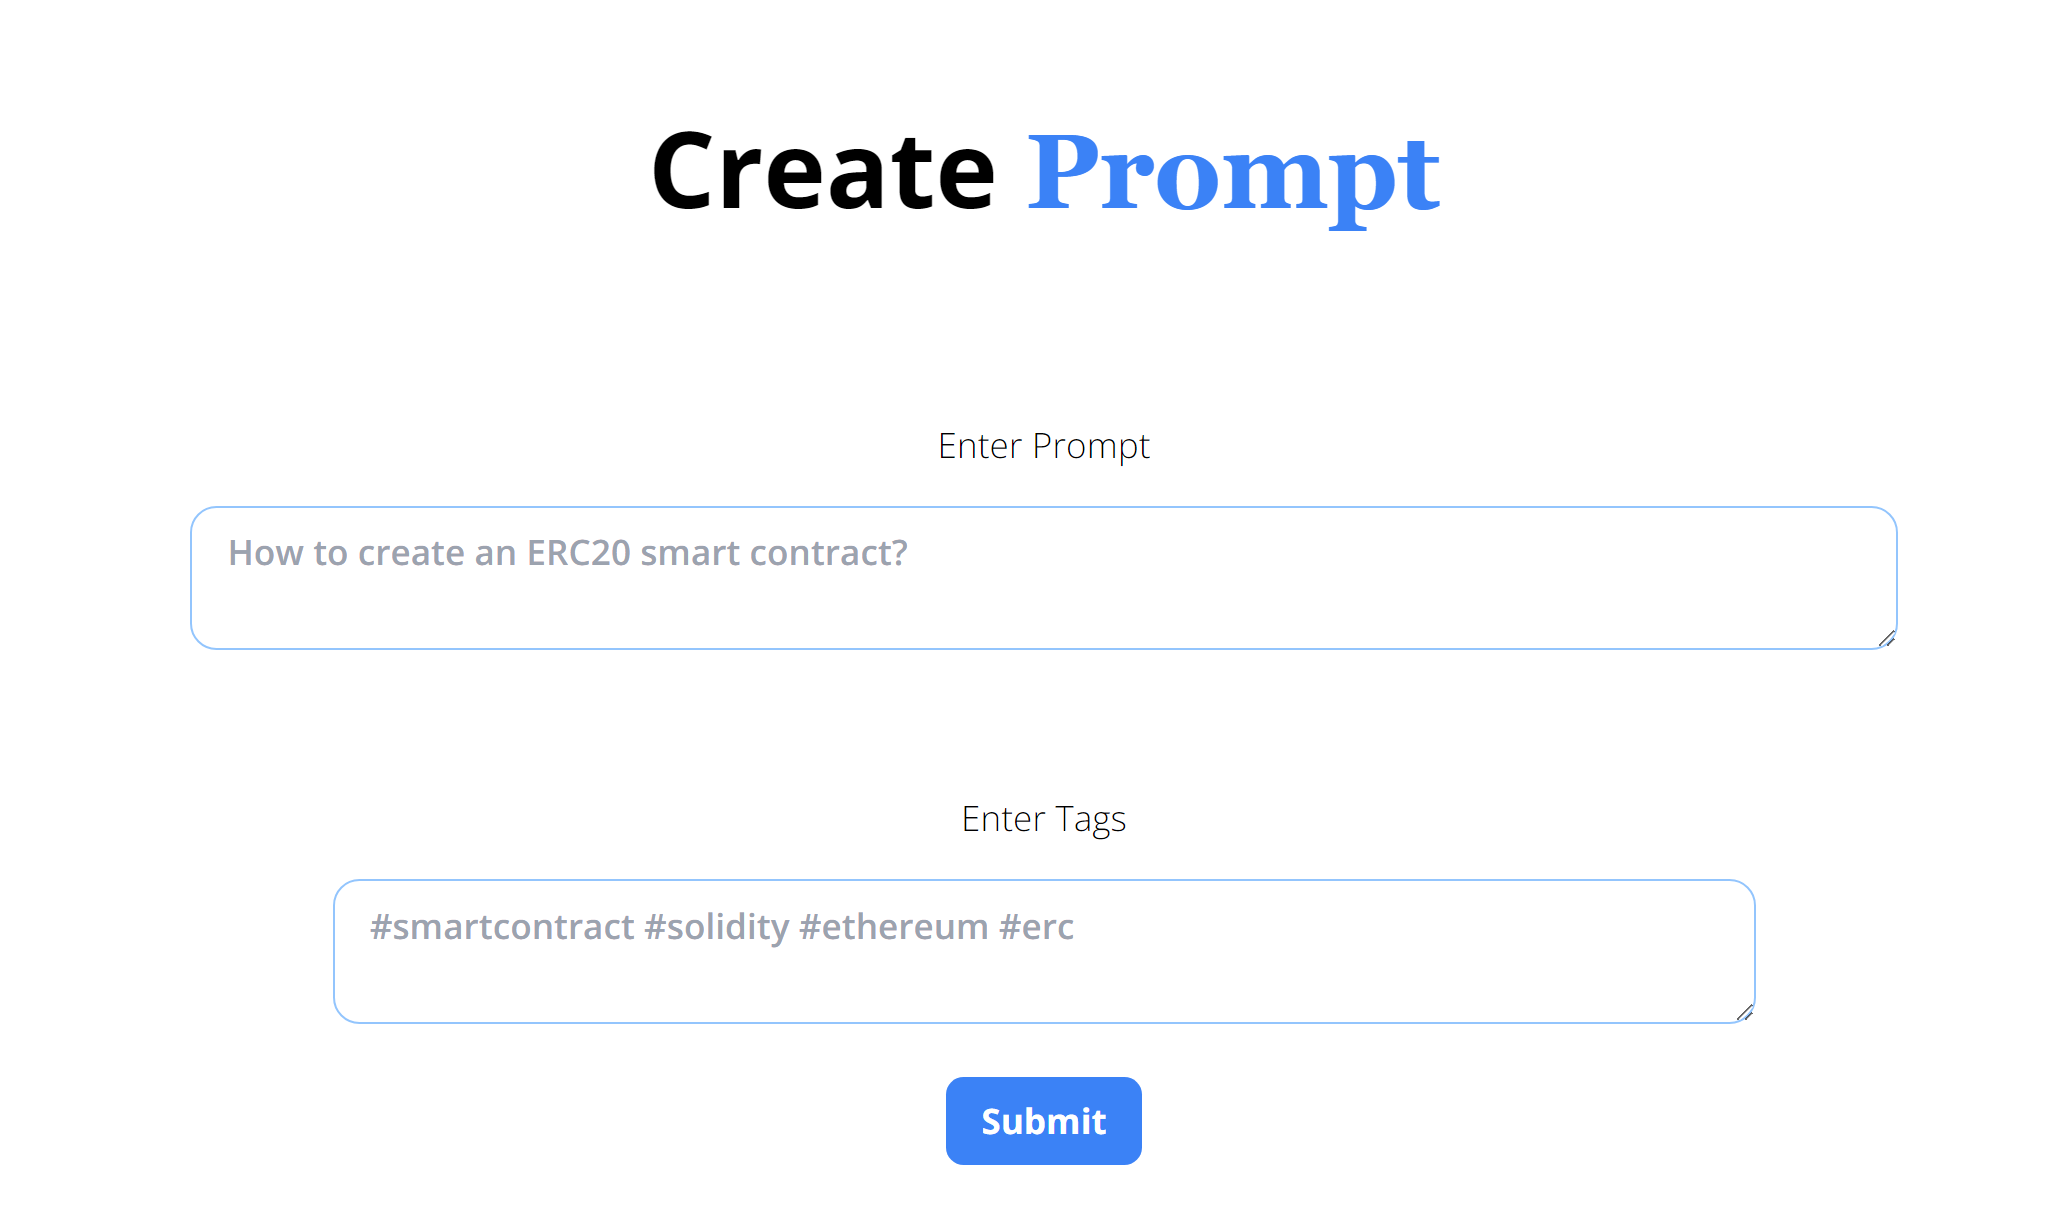 Create Prompt
Enter Prompt
How to create an ERC20 smart contract?
Enter Tags
#smartcontract #solidity #ethereum #erc
Submit